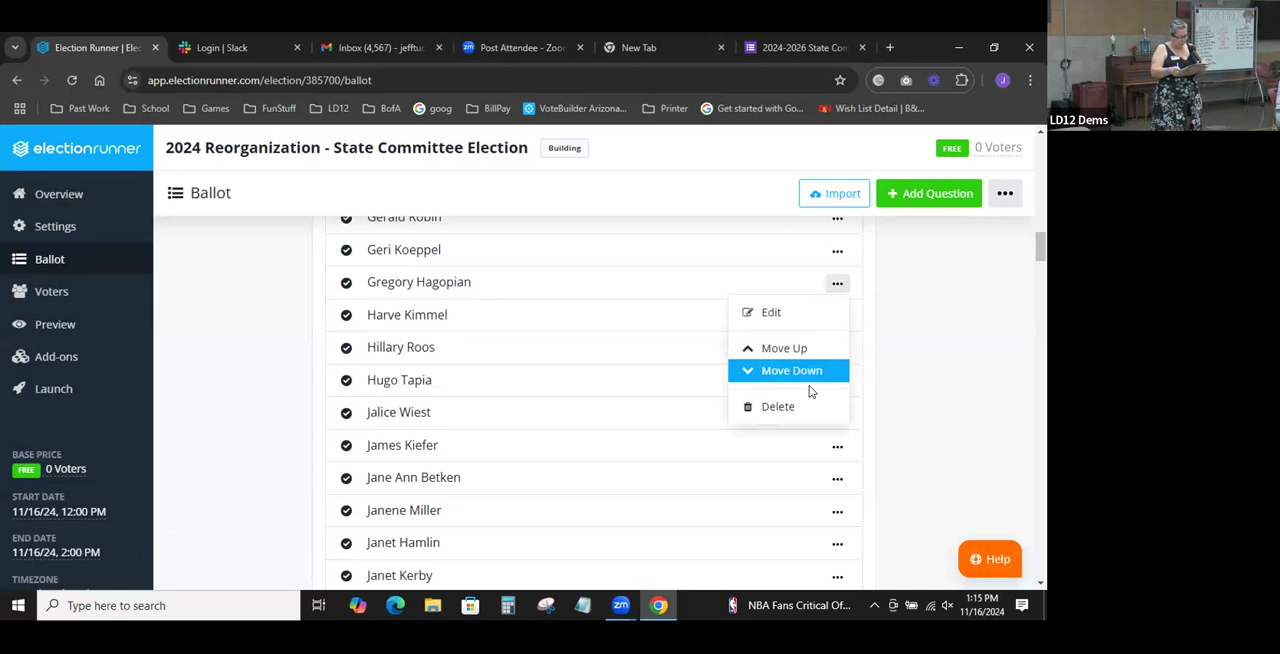 Election Runner | Elec
Login | Slack
Inbox (4,567) - jefftuc
Post Attendee - Zoo
New Tab
2024-2026 State Com
app.electionrunner.com/election/385700/ballot
J
Past Work
School
Games
FunStuff
LD12
BofA
goog
BillPay
VoteBuilder Arizona...
Printer
Get started with Go...
Wish List Detail | B&...
LD12 Dems
electionrunner
2024 Reorganization - State Committee Election
Building
FREE 0 Voters
Ballot
Import
Add Question
Overview
Settings
Ballot
Voters
Preview
Add-ons
Launch
BASE PRICE
FREE 0 Voters
START DATE
11/16/24, 12:00 PM
END DATE
11/16/24, 2:00 PM
TIMEZONE
Gerald Robin
Geri Koeppel
Gregory Hagopian
Harve Kimmel
Hillary Roos
Hugo Tapia
Jalice Wiest
James Kiefer
Jane Ann Betken
Janene Miller
Janet Hamlin
Janet Kerby
Edit
Move Up
Move Down
Delete
Help
Type here to search
zm
NBA Fans Critical Of...
1:15 PM
11/16/2024